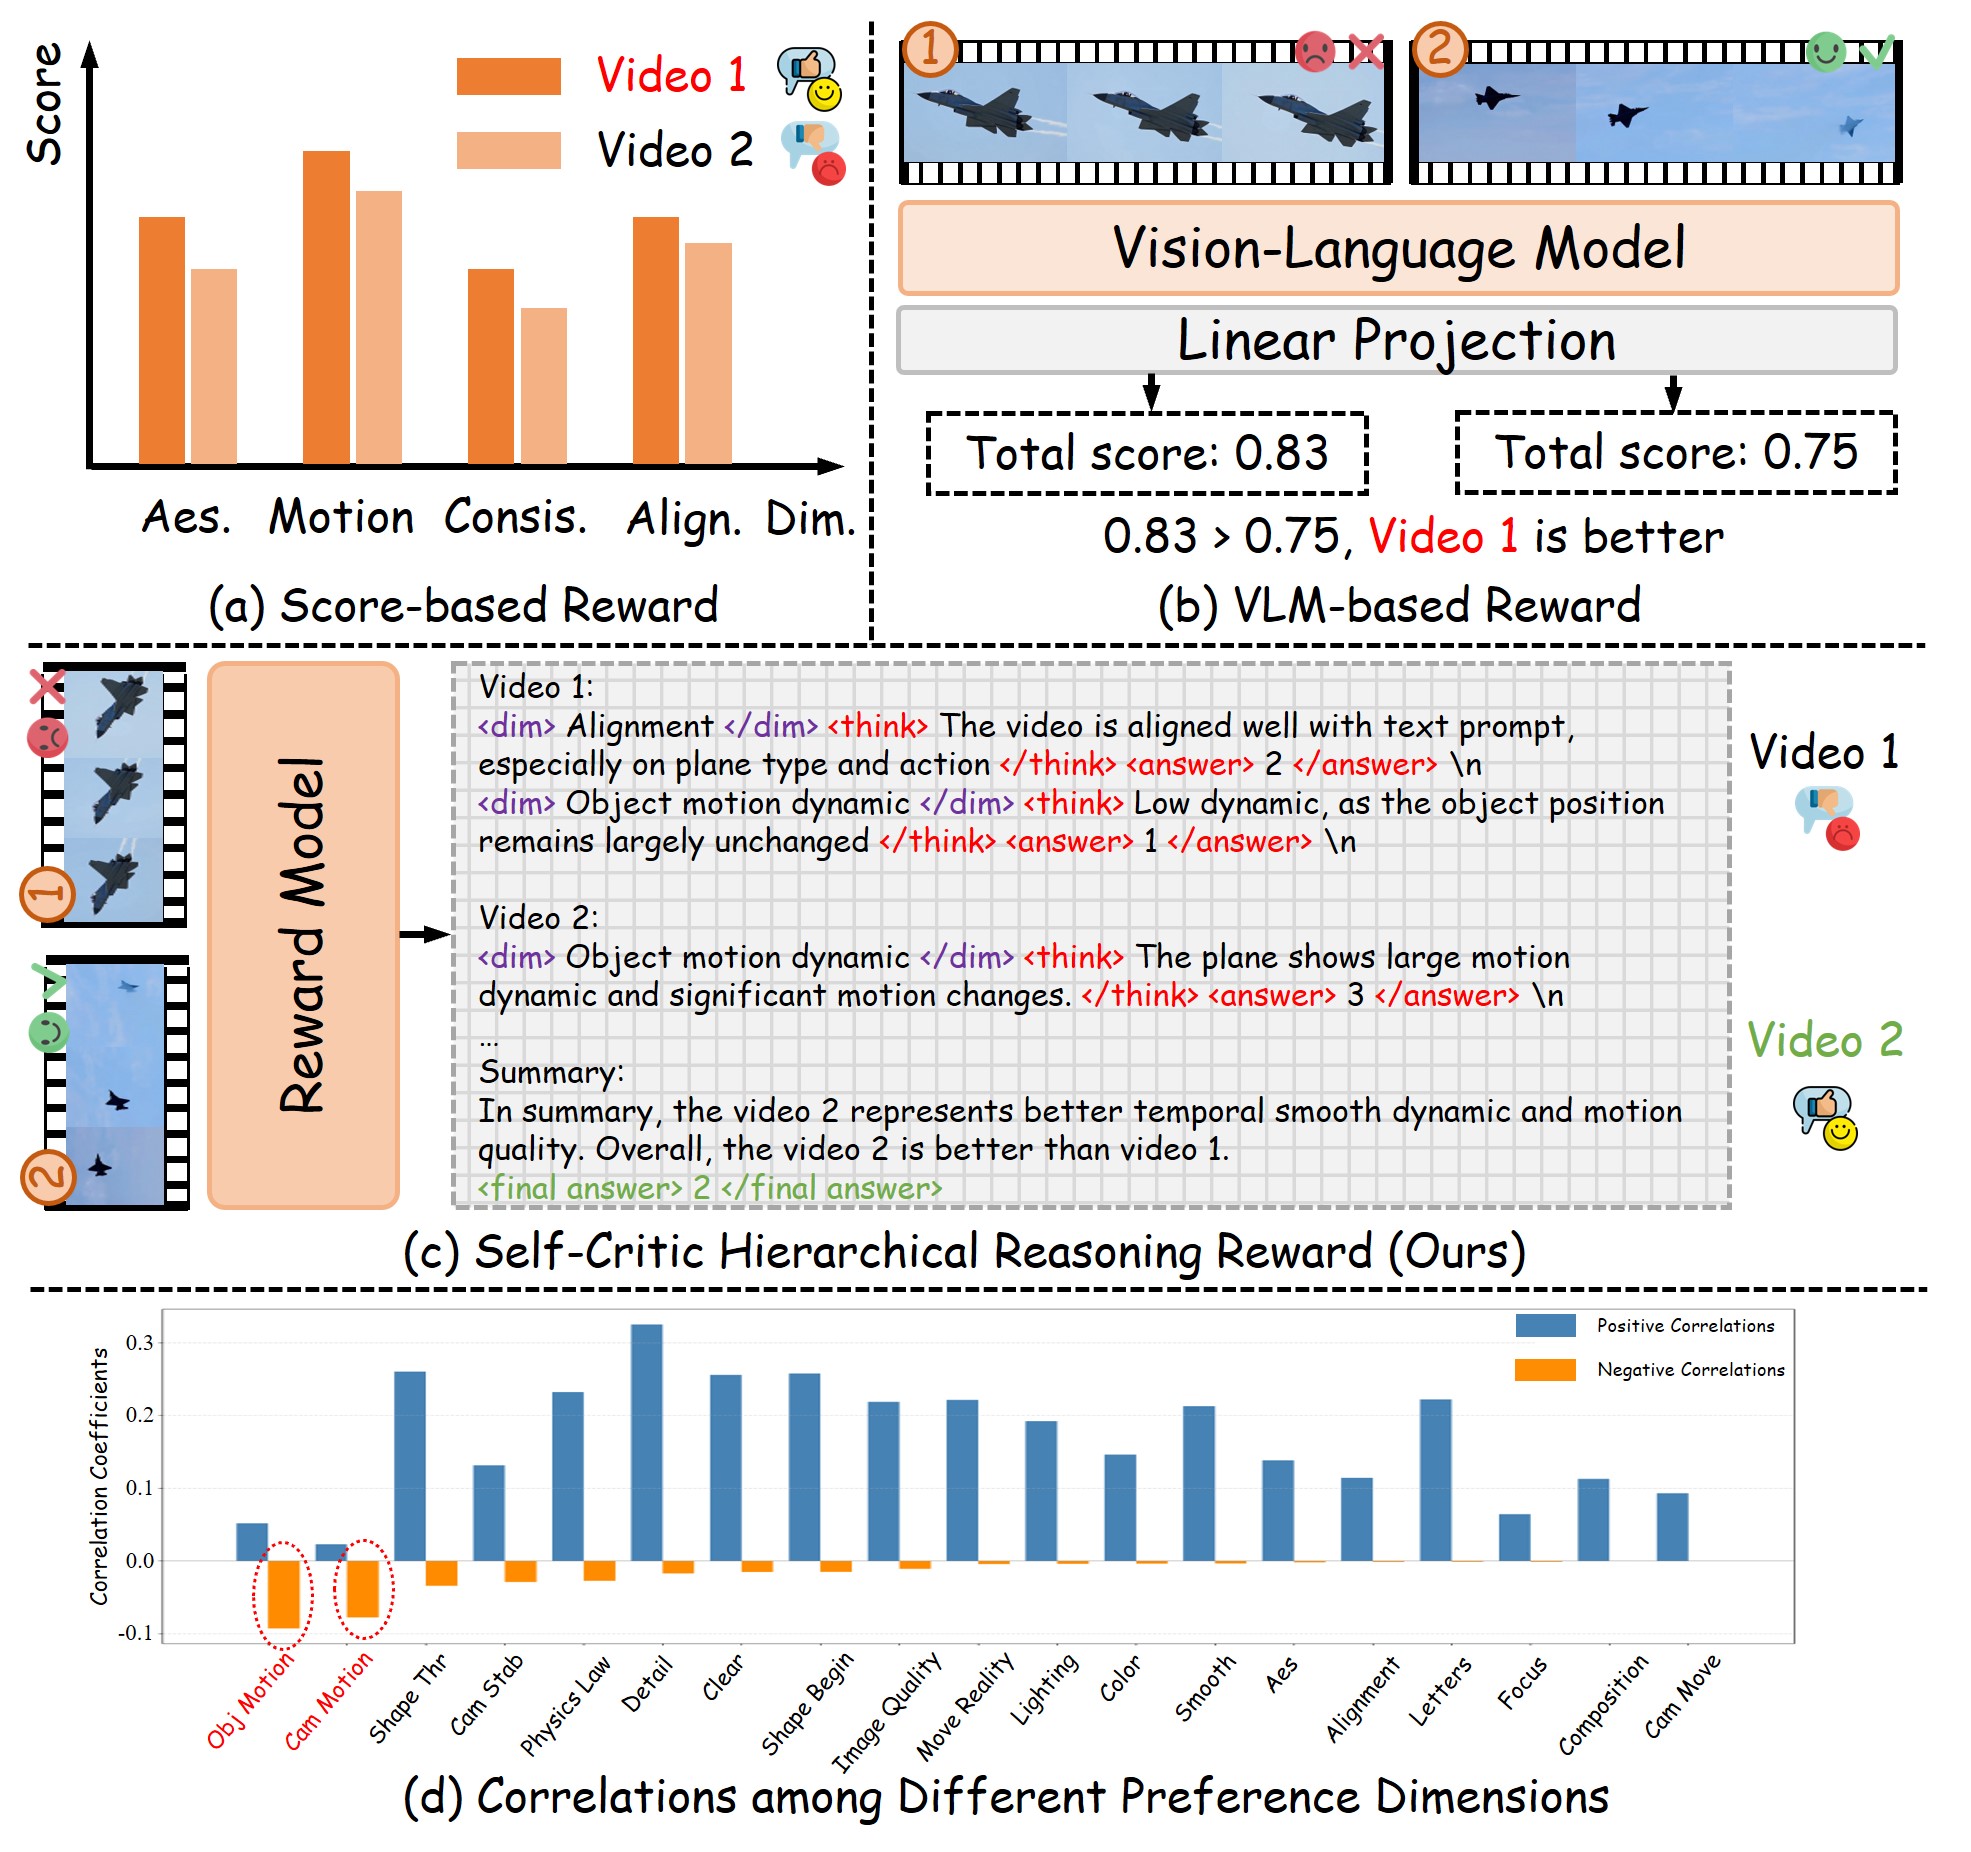 Score
Video 1
Video 2
Aes. Motion Consis. Align. Dim.
(a) Score-based Reward
1
2
Vision-Language Model
Linear Projection
Total score: 0.83
Total score: 0.75
0.83 > 0.75, Video 1 is better
(b) VLM-based Reward
1
2
Reward Model
Video 1:
<dim> Alignment </dim> <think> The video is aligned well with text prompt,
especially on plane type and action </think> <answer> 2 </answer> \n
<dim> Object motion dynamic </dim> <think> Low dynamic, as the object position
remains largely unchanged </think> <answer> 1 </answer> \n
Video 2:
<dim> Object motion dynamic </dim> <think> The plane shows large motion
dynamic and significant motion changes. </think> <answer> 3 </answer> \n
...
Summary:
In summary, the video 2 represents better temporal smooth dynamic and motion
quality. Overall, the video 2 is better than video 1.
<final answer> 2 </final answer>
Video 1
Video 2
(c) Self-Critic Hierarchical Reasoning Reward (Ours)
Correlation Coefficients
0.3
0.2
0.1
0.0
-0.1
Positive Correlations
Negative Correlations
Obj Motion
Cam Motion
Shape Thr
Cam Stab
Physics Law
Detail
Clear
Shape Begin
Image Quality
Move Reality
Lighting
Color
Smooth
Aes
Alignment
Letters
Focus
Composition
Cam Move
(d) Correlations among Different Preference Dimensions